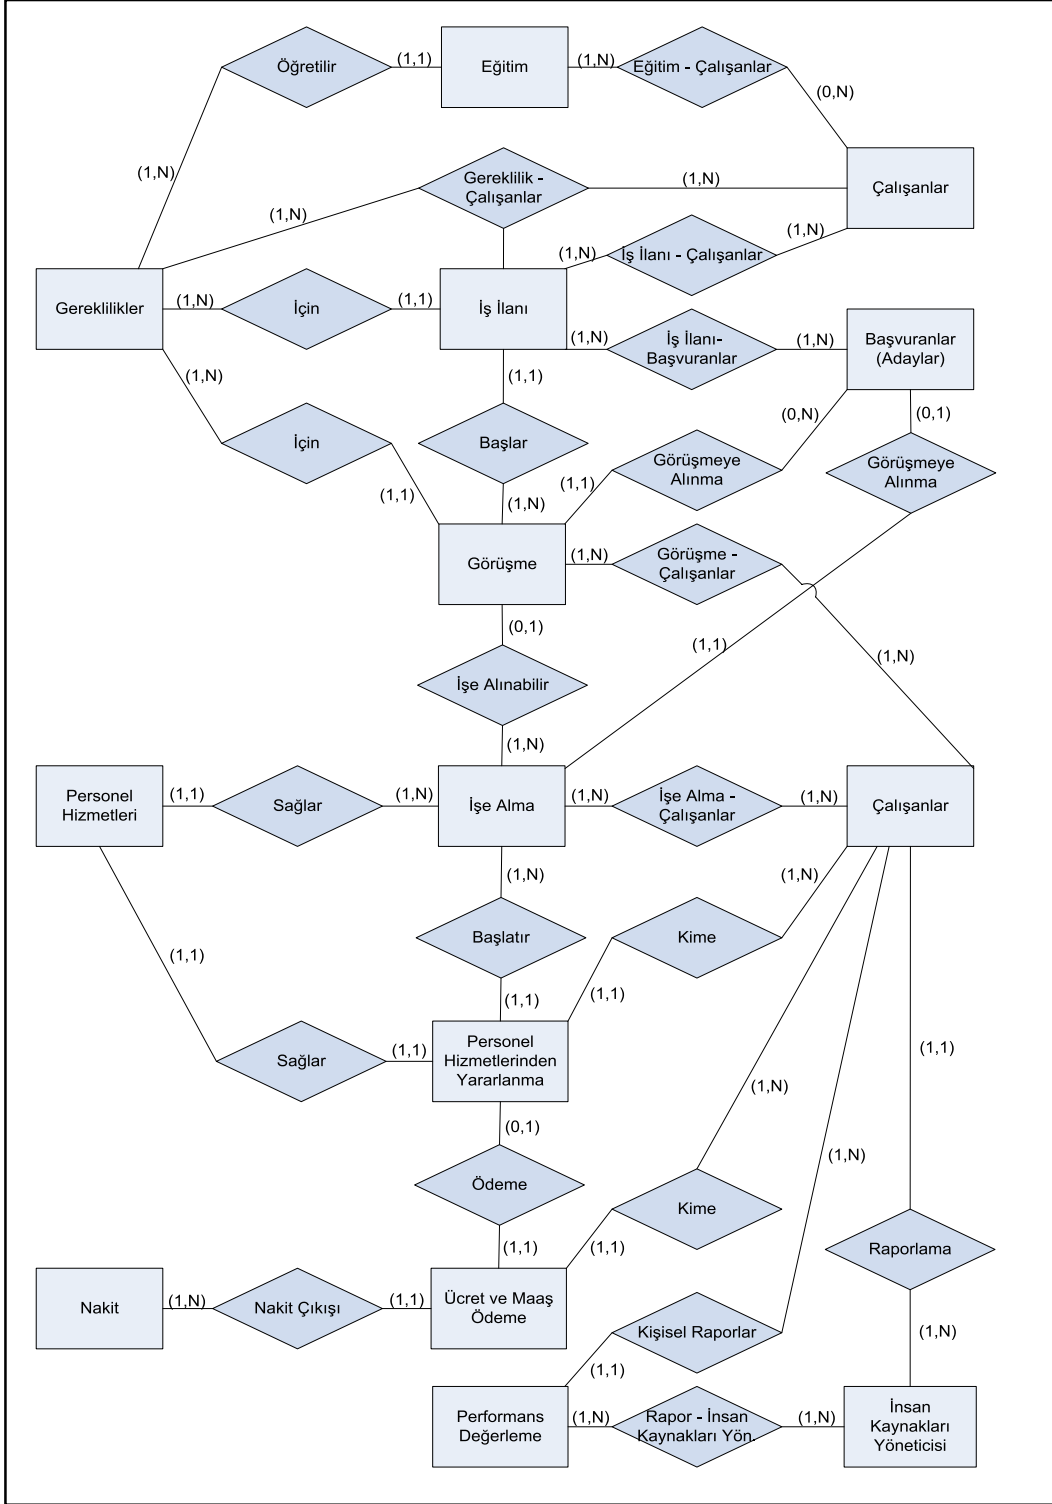 Öğretilir
(1,1)
Eğitim
(1,N)
Eğitim - Çalışanlar
(0,N)
(1,N)
Gereklilik -
Çalışanlar
(1,N)
Çalışanlar
(1,N)
(1,N)
İş İlanı - Çalışanlar
(1,N)
Gereklilikler
(1,N)
İçin
(1,1)
İş İlanı
(1,N)
İş İlanı-
Başvuranlar
(1,N)
Başvuranlar
(Adaylar)
(1,N)
(1,1)
(0,N)
(0,1)
İçin
Başlar
Görüşmeye
Alınma
Görüşmeye
Alınma
(1,1)
(1,N)
(1,1)
Görüşme
(1,N)
Görüşme -
Çalışanlar
(0,1)
(1,1)
(1,N)
İşe Alınabilir
(1,N)
Personel
Hizmetleri
(1,1)
Sağlar
(1,N)
İşe Alma
(1,N)
İşe Alma -
Çalışanlar
(1,N)
Çalışanlar
(1,N)
(1,N)
Başlatır
Kime
(1,1)
(1,1)
(1,1)
Sağlar
(1,1)
Personel
Hizmetlerinden
Yararlanma
(1,1)
(1,N)
(0,1)
(1,N)
Ödeme
Kime
(1,1)
(1,1)
Raporlama
Nakit
(1,N)
Nakit Çıkışı
(1,1)
Ücret ve Maaş
Ödeme
Kişisel Raporlar
(1,N)
(1,1)
Performans
Değerleme
(1,N)
Rapor - İnsan
Kaynakları Yön.
(1,N)
İnsan
Kaynakları
Yöneticisi